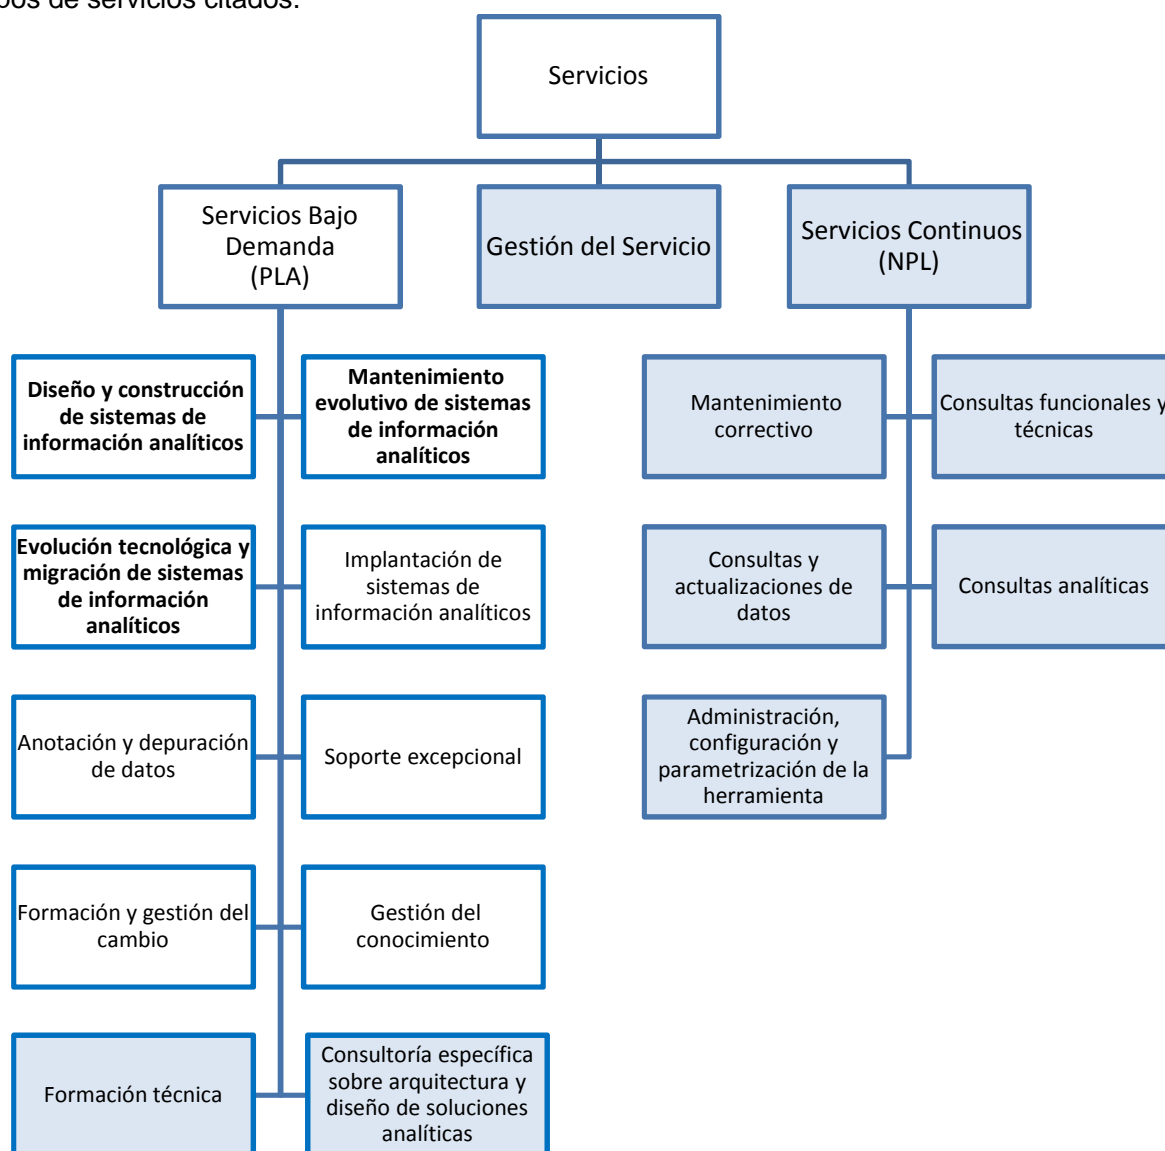 pos de servicios citados:
Servicios
Servicios Bajo
Demanda
(PLA)
Gestión del Servicio
Servicios Continuos
(NPL)
Diseño y construcción
de sistemas de
información analíticos
Mantenimiento
evolutivo de sistemas
de información
analíticos
Mantenimiento
correctivo
Consultas funcionales y
técnicas
Evolución tecnológica y
migración de sistemas
de información
analíticos
Implantación de
sistemas de
información analíticos
Consultas y
actualizaciones de
datos
Consultas analíticas
Anotación y depuración
de datos
Soporte excepcional
Administración,
configuración y
parametrización de la
herramienta
Formación y gestión del
cambio
Gestión del
conocimiento
Formación técnica
Consultoría específica
sobre arquitectura y
diseño de soluciones
analíticas